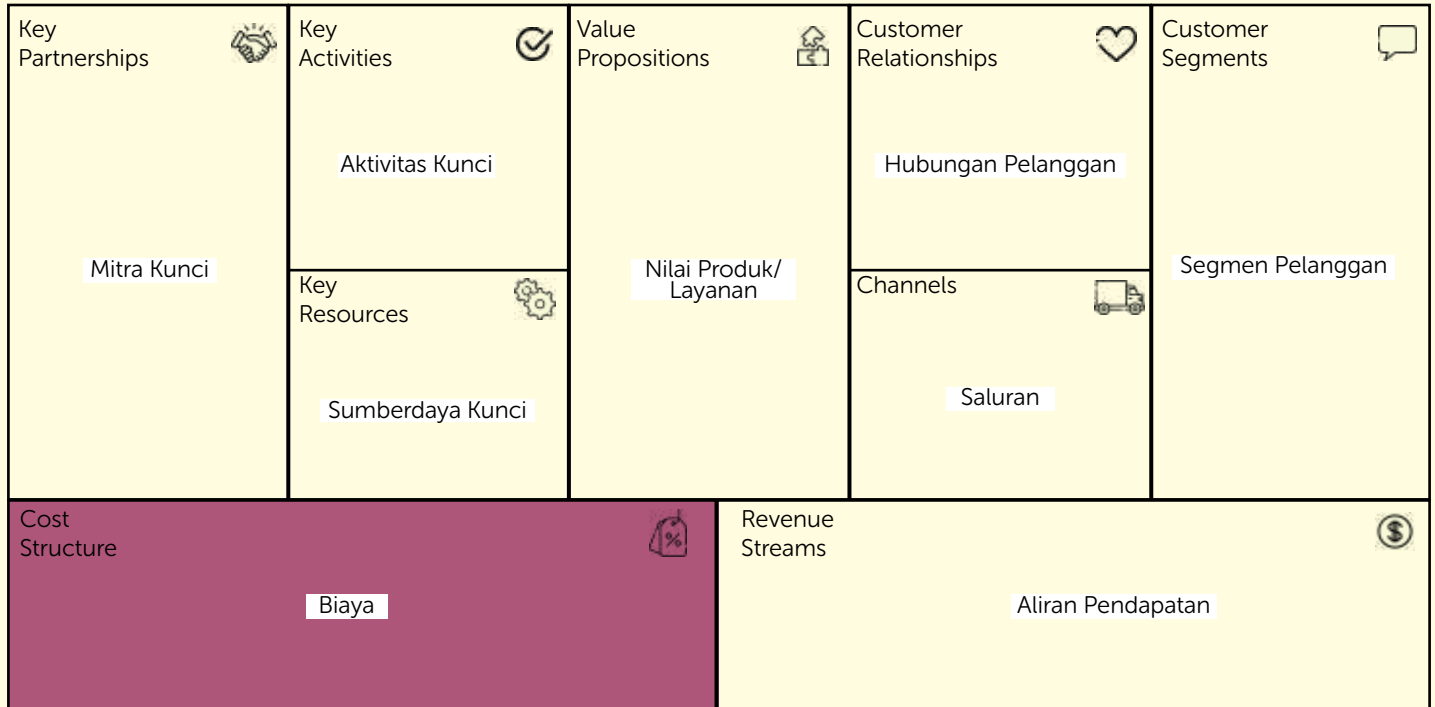 Key
Partnerships
Mitra Kunci
Key
Activities
Aktivitas Kunci
Key
Resources
Sumberdaya Kunci
Value
Propositions
Nilai Produk/
Layanan
Customer
Relationships
Hubungan Pelanggan
Channels
Saluran
Customer
Segments
Segmen Pelanggan
Cost
Structure
%
Biaya
Revenue
Streams
$
Aliran Pendapatan